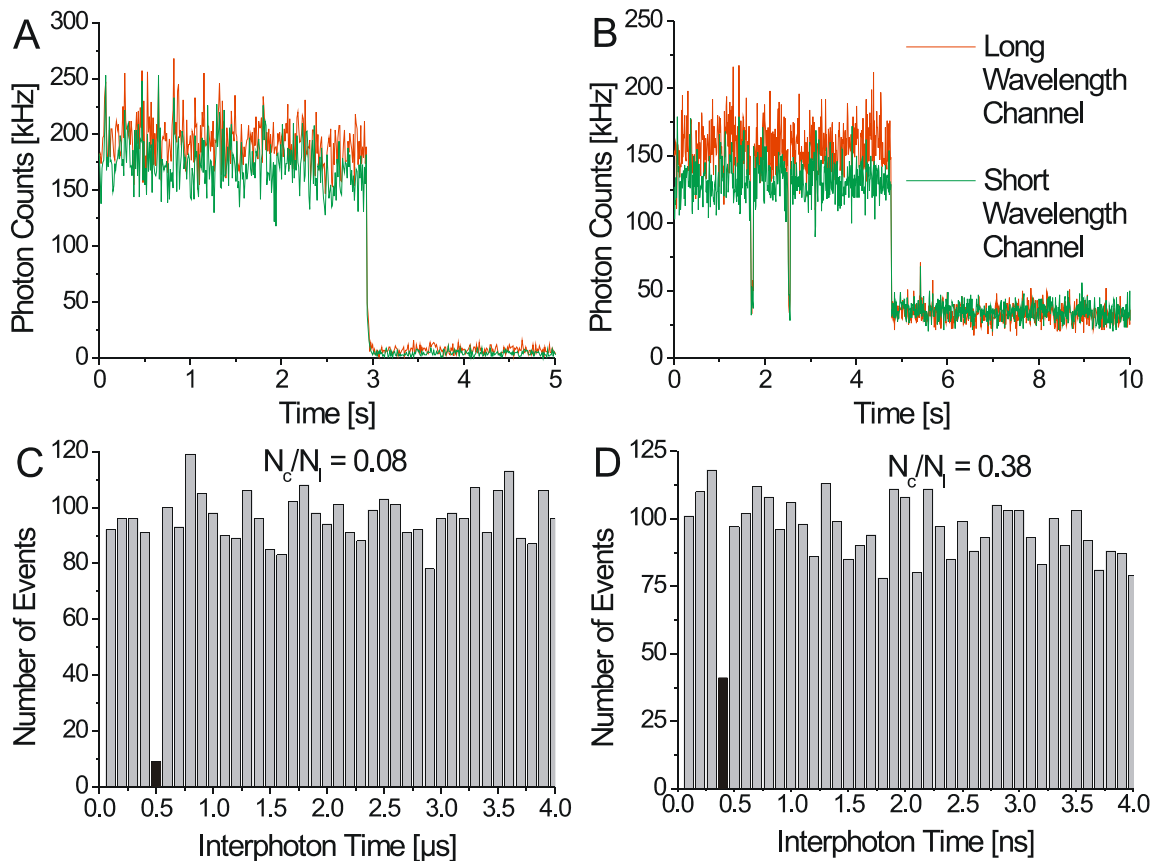 A
300
250
200
150
100
50
0
Photon Counts [kHz]
0 1 2 3 4 5
Time [s]
B
250
200
150
100
50
0
Photon Counts [kHz]
0 2 4 6 8 10
Time [s]
Long
Wavelength
Channel
Short
Wavelength
Channel
C
Nc/Nl = 0.08
120
100
80
60
40
20
0
Number of Events
0.0 0.5 1.0 1.5 2.0 2.5 3.0 3.5 4.0
Interphoton Time [µs]
D
Nc/Nl = 0.38
125
100
75
50
25
0
Number of Events
0.0 0.5 1.0 1.5 2.0 2.5 3.0 3.5 4.0
Interphoton Time [ns]